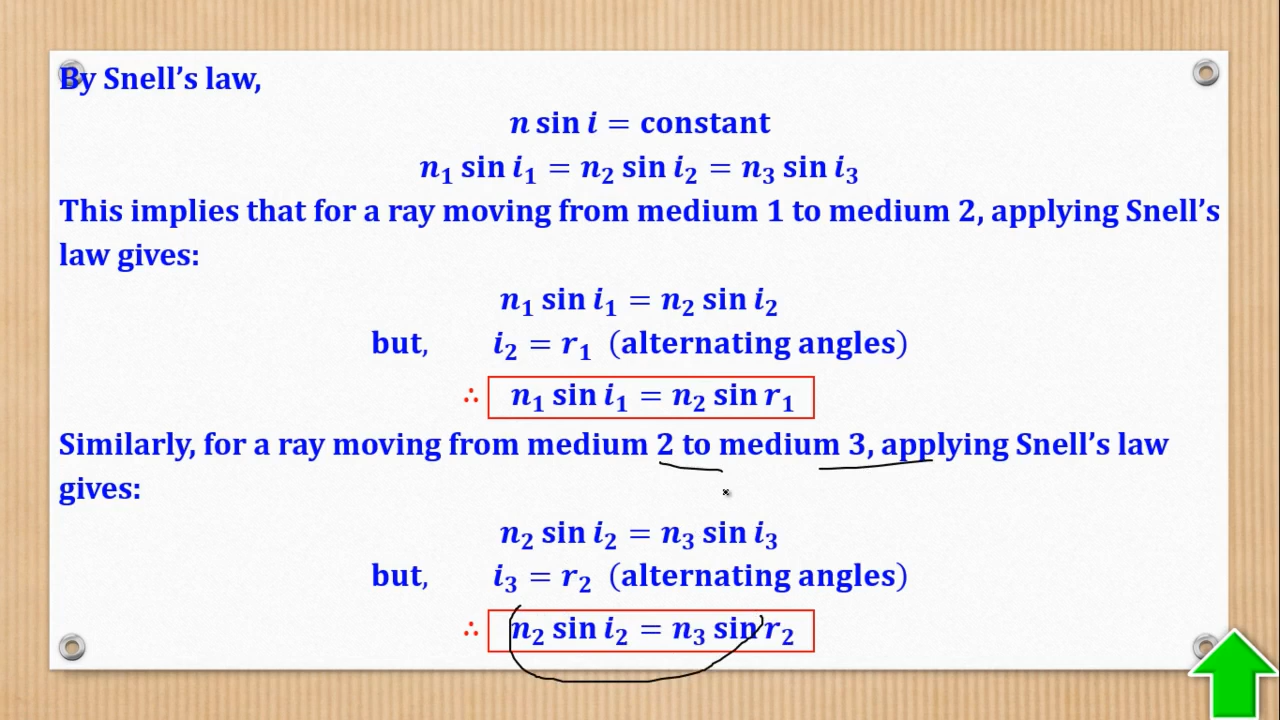 By Snell’s law,
n sin i = constant
n₁ sin i₁ = n₂ sin i₂ = n₃ sin i₃
This implies that for a ray moving from medium 1 to medium 2, applying Snell’s
law gives:
n₁ sin i₁ = n₂ sin i₂
but, i₂ = r₁ (alternating angles)
∴ n₁ sin i₁ = n₂ sin r₁
Similarly, for a ray moving from medium 2 to medium 3, applying Snell’s law
gives:
n₂ sin i₂ = n₃ sin i₃
but, i₃ = r₂ (alternating angles)
∴ n₂ sin i₂ = n₃ sin r₂